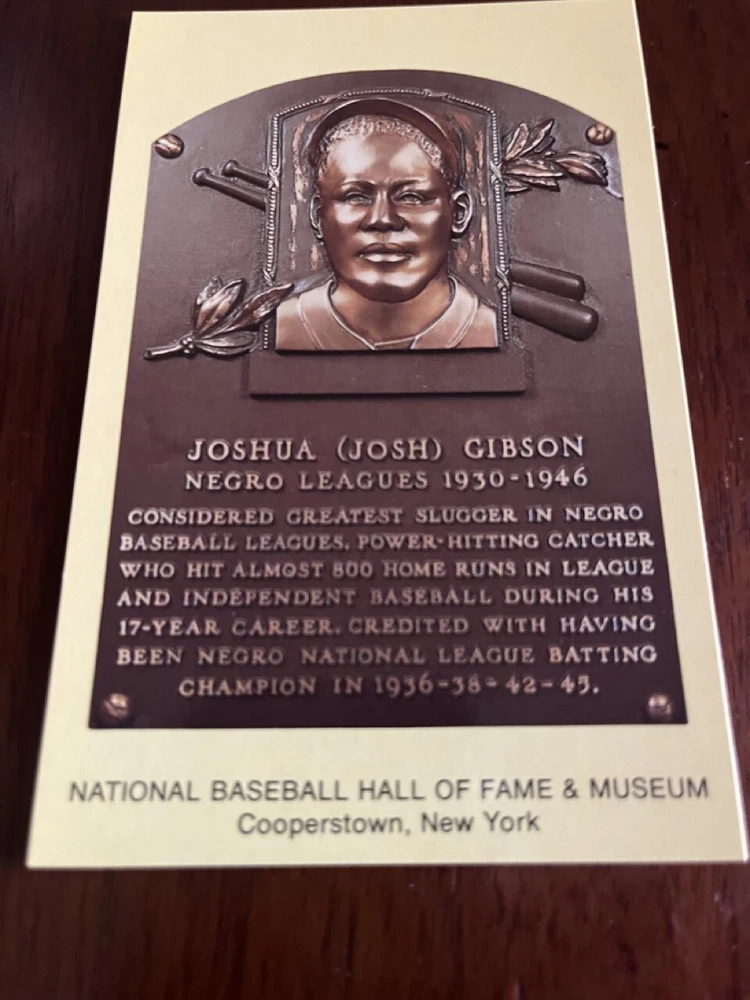 JOSHUA (JOSH) GIBSON
NEGRO LEAGUES 1930-1946
CONSIDERED GREATEST SLUGGER IN NEGRO
BASEBALL LEAGUES. POWER-HITTING CATCHER
WHO HIT ALMOST 800 HOME RUNS IN LEAGUE
AND INDEPENDENT BASEBALL DURING HIS
17-YEAR CAREER. CREDITED WITH HAVING
BEEN NEGRO NATIONAL LEAGUE BATTING
CHAMPION IN 1936-38-42-45.
NATIONAL BASEBALL HALL OF FAME & MUSEUM
Cooperstown, New York